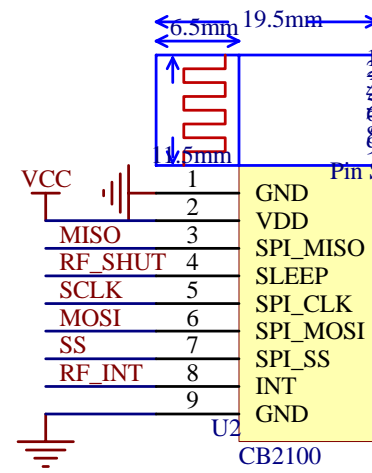 19.5mm
6.5mm
11.5mm
Pin S
VCC
1 GND
2 VDD
MISO 3 SPI_MISO
RF_SHUT 4 SLEEP
SCLK 5 SPI_CLK
MOSI 6 SPI_MOSI
SS 7 SPI_SS
RF_INT 8 INT
9 GND
U2
CB2100